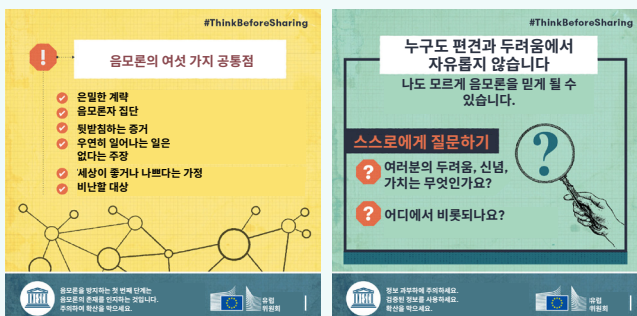 #ThinkBeforeSharing
!
음모론의 여섯 가지 공통점
은밀한 계략
음모론자 집단
뒷받침하는 증거
우연히 일어나는 일은
없다는 주장
세상이 좋거나 나쁘다는 가정
비난할 대상
음모론을 방지하는 첫 번째 단계는
음모론의 존재를 인지하는 것입니다.
주의하여 확산을 막으세요.
유럽
위원회
#ThinkBeforeSharing
누구도 편견과 두려움에서
자유롭지 않습니다
나도 모르게 음모론을 믿게 될 수
있습니다.
스스로에게 질문하기
?
? 여러분의 두려움, 신념,
가치는 무엇인가요?
? 어디에서 비롯되나요?
정보 과부하에 주의하세요.
검증된 정보를 사용하세요.
확산을 막으세요.
유럽
위원회